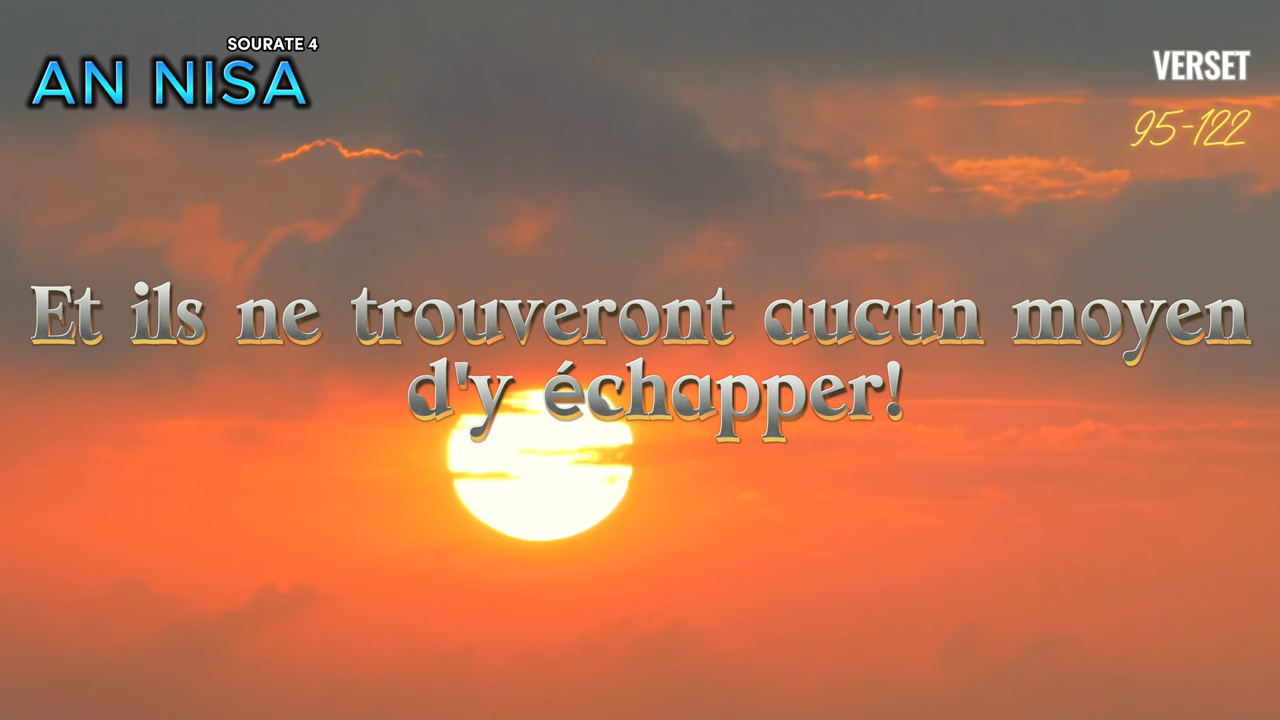 SOURATE 4
AN NISA
VERSET
95-122
Et ils ne trouveront aucun moyen
d'y échapper!